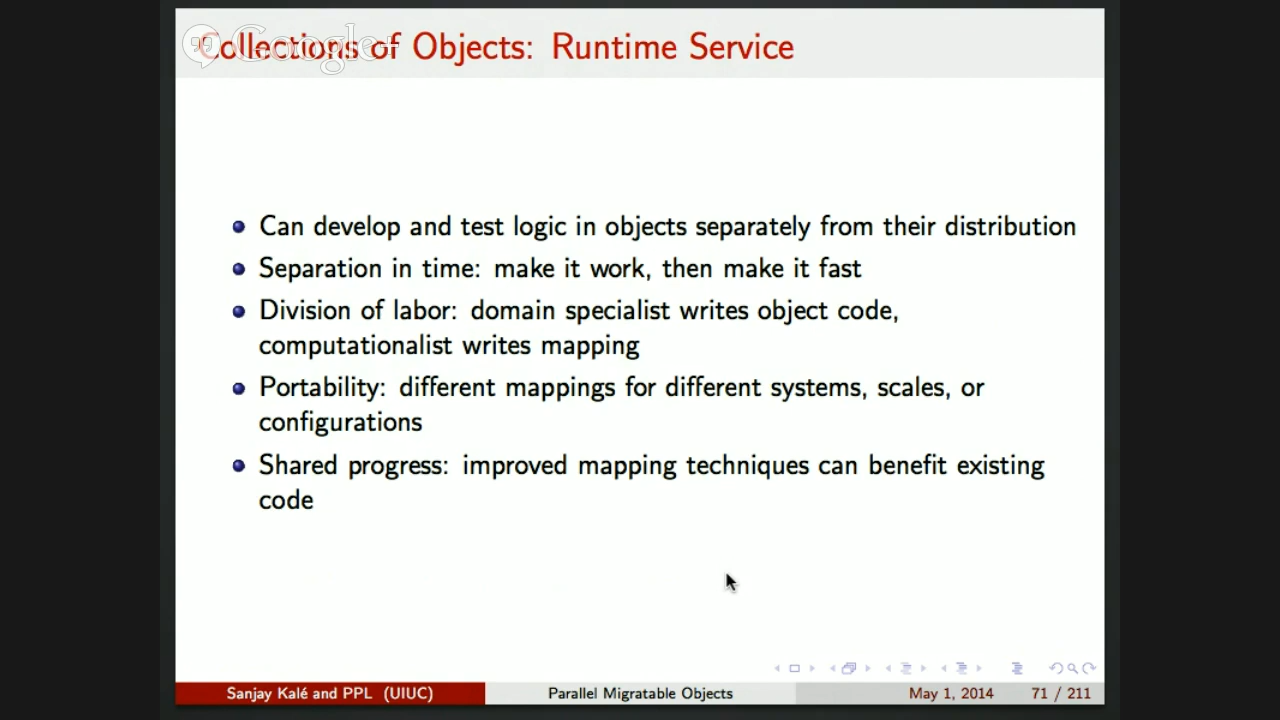 Collections of Objects: Runtime Service
Google+
Can develop and test logic in objects separately from their distribution
Separation in time: make it work, then make it fast
Division of labor: domain specialist writes object code,
computationalist writes mapping
Portability: different mappings for different systems, scales, or
configurations
Shared progress: improved mapping techniques can benefit existing
code
Sanjay Kalé and PPL (UIUC) Parallel Migratable Objects May 1, 2014 71 / 211